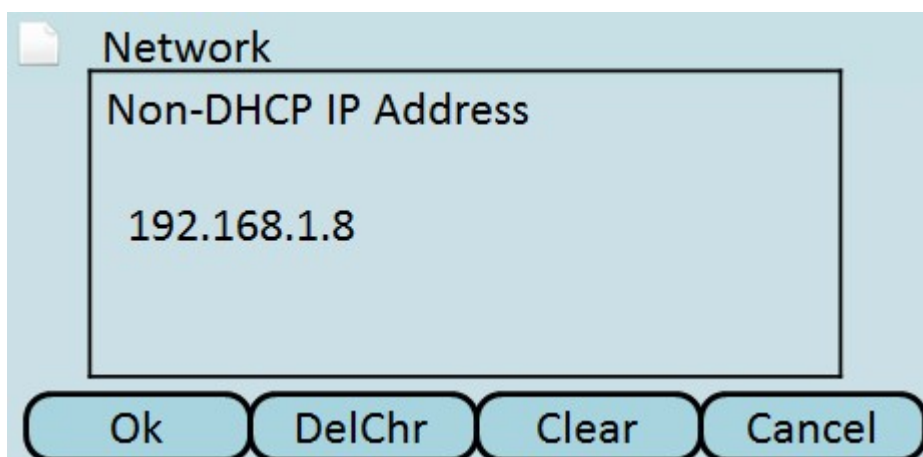 Network
Non-DHCP IP Address
192.168.1.8
Ok DelChr Clear Cancel